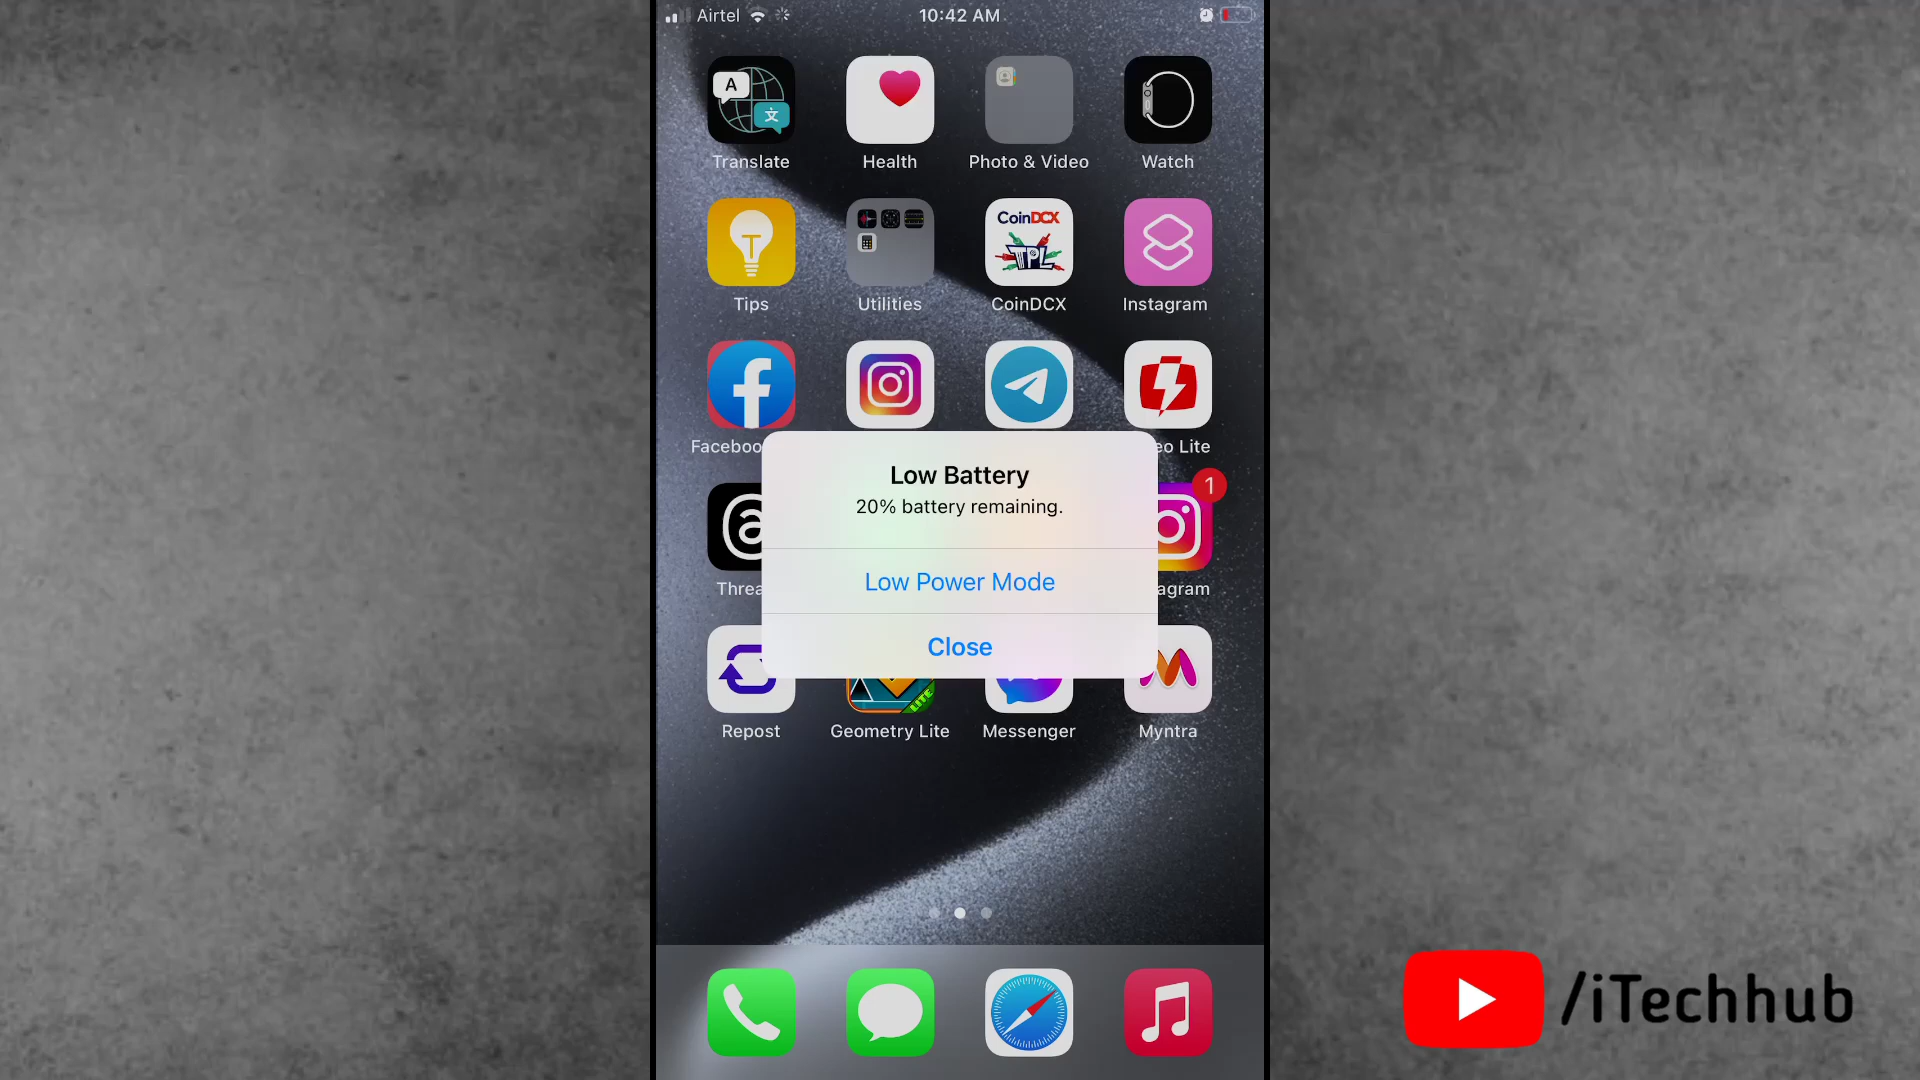 Airtel
10:42 AM
A
文
Translate
Health
Photo & Video
Watch
CoinDCX
Tips
Utilities
CoinDCX
Instagram
Faceboo
eo Lite
Low Battery
20% battery remaining.
1
Low Power Mode
Threa
agram
Close
LITE
Repost
Geometry Lite
Messenger
Myntra
/iTechhub